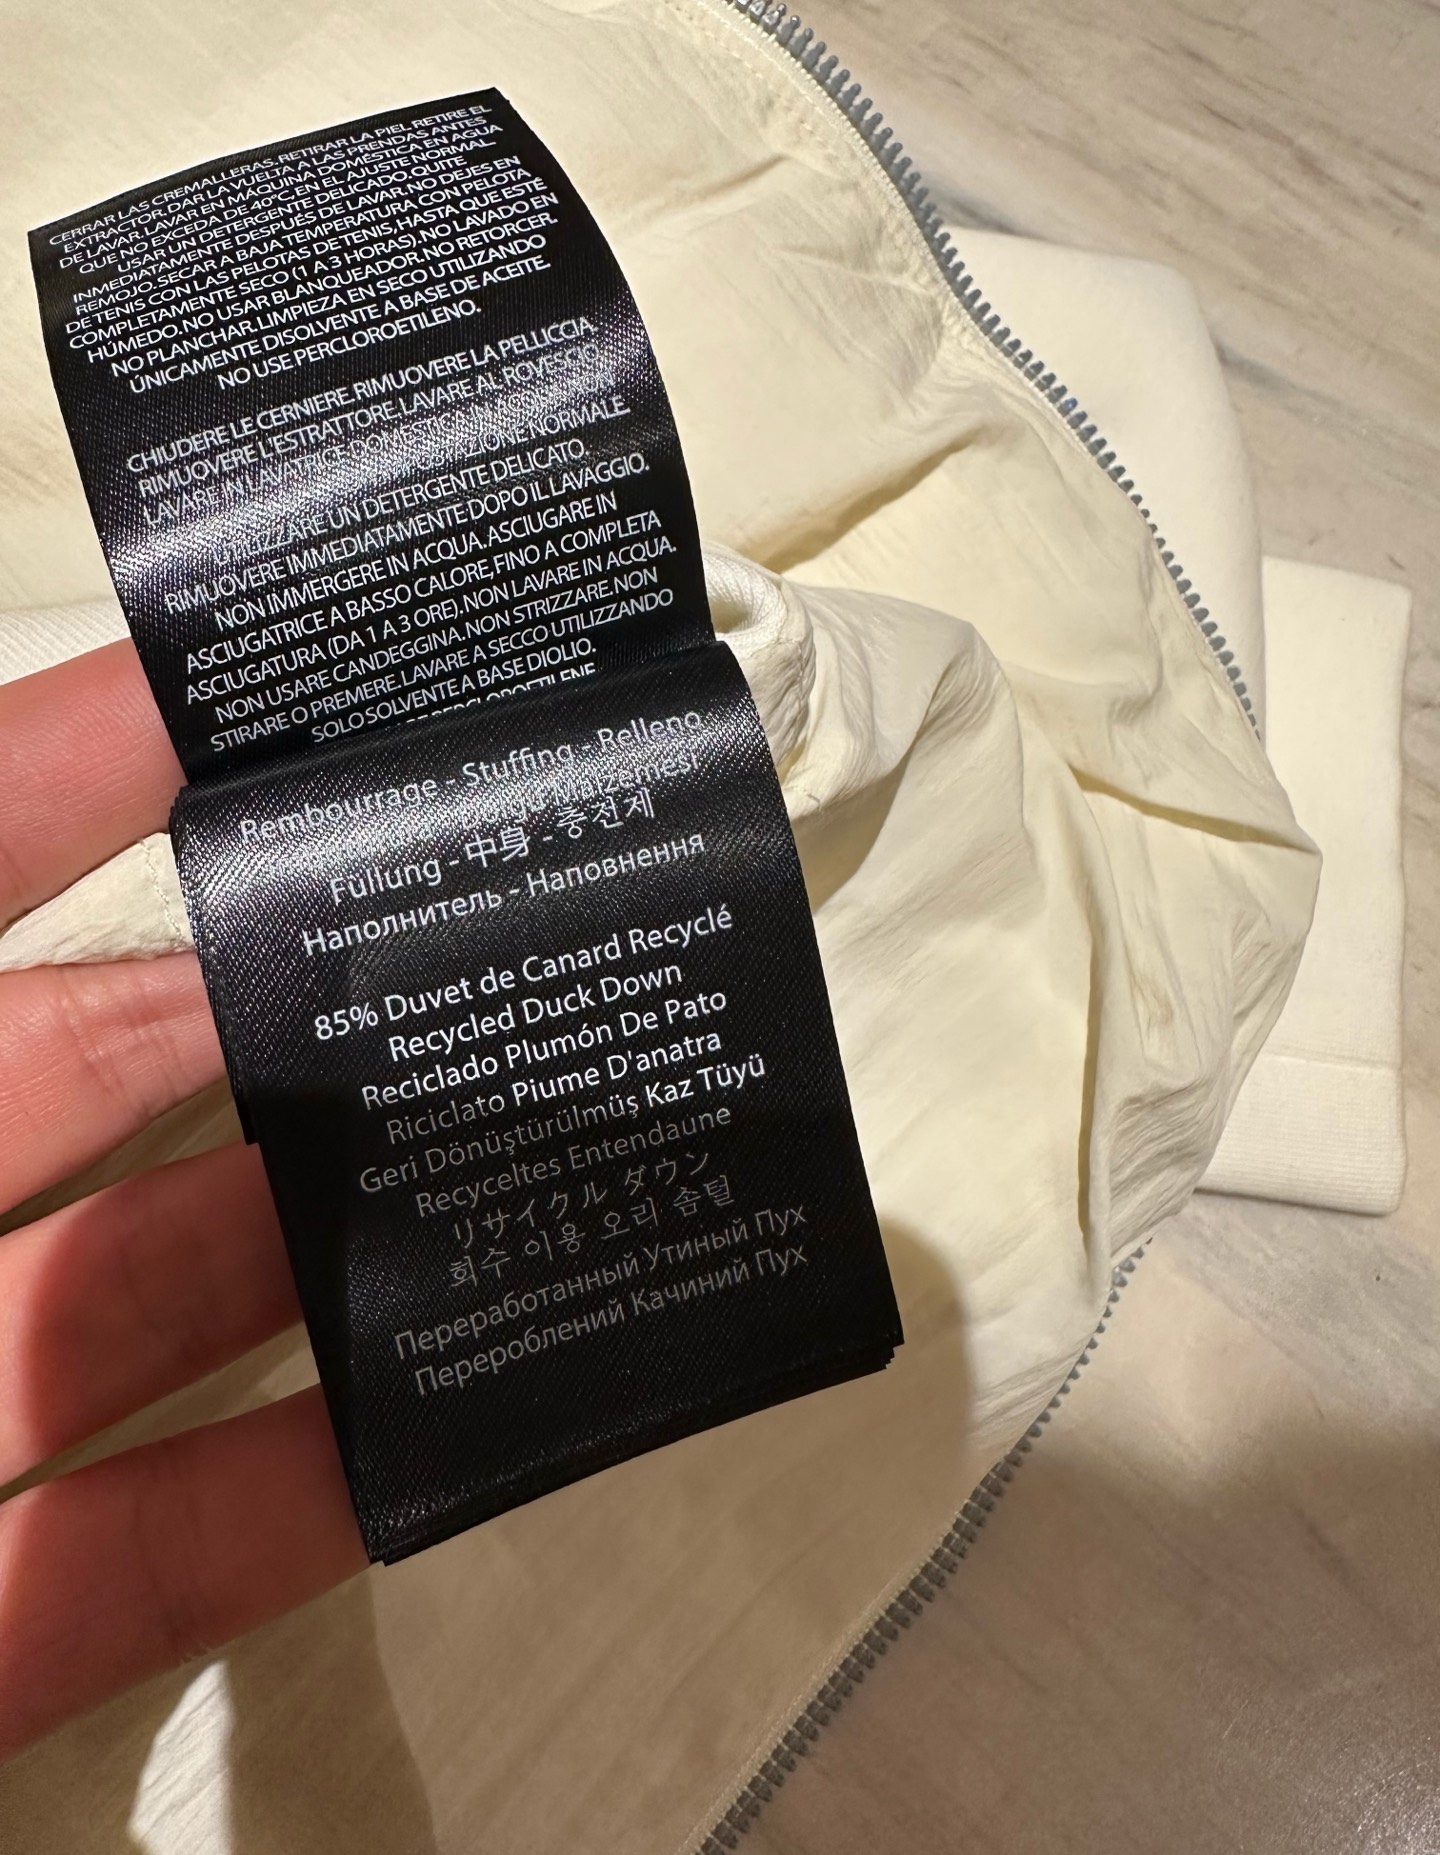 CERRAR LAS CREMALLERAS. RETIRAR LA PIEL RETIRE EL
EXTRACTOR. DAR LA VUELTA A LAS PRENDAS ANTES
DE LAVAR. LAVAR EN MÁQUINA DOMÉSTICA EN AGUA
QUE NO EXCEDA DE 40°C, EN EL AJUSTE NORMAL.
USAR UN DETERGENTE DELICADO. QUITE
INMEDIATAMENTE DESPUÉS DE LAVAR. NO DEJES EN
REMOJO. SECAR A BAJA TEMPERATURA CON PELOTA
DE TENIS CON LAS PELOTAS DE TENIS, HASTA QUE ESTÉ
COMPLETAMENTE SECO (1 A 3 HORAS). NO LAVADO EN
HÚMEDO. NO USAR BLANQUEADOR. NO RETORCER.
NO PLANCHAR. LIMPIEZA EN SECO UTILIZANDO
ÚNICAMENTE DISOLVENTE A BASE DE ACEITE.
NO USE PERCLOROETILENO.
CHIUDERE LE CERNIERE. RIMUOVERE LA PELLICCIA.
RIMUOVERE L'ESTRATTORE. LAVARE AL ROVESCIO.
LAVARE IN LAVATRICE DOMESTICA IN ACQUA
IMPOSTAZIONE NORMALE.
UTILIZZARE UN DETERGENTE DELICATO.
RIMUOVERE IMMEDIATAMENTE DOPO IL LAVAGGIO.
NON IMMERGERE IN ACQUA. ASCIUGARE IN
ASCIUGATRICE A BASSO CALORE, FINO A COMPLETA
ASCIUGATURA (DA 1 A 3 ORE). NON LAVARE IN ACQUA.
NON USARE CANDEGGINA. NON STRIZZARE. NON
STIRARE O PREMERE. LAVARE A SECCO UTILIZZANDO
SOLO SOLVENTE A BASE DIOLIO.
PERCLOROETILENE
Rembourrage - Stuffing - Relleno
Dolgu Malzemesi
Füllung - 中身 - 충전제
Наполнитель - Наповнення
85% Duvet de Canard Recyclé
Recycled Duck Down
Reciclado Plumón De Pato
Riciclato Piume D'anatra
Geri Dönüştürülmüş Kaz Tüyü
Recyceltes Entendaune
リサイクル ダウン
회수 이용 오리 솜털
Переработанный Утиный Пух
Перероблений Качиний Пух